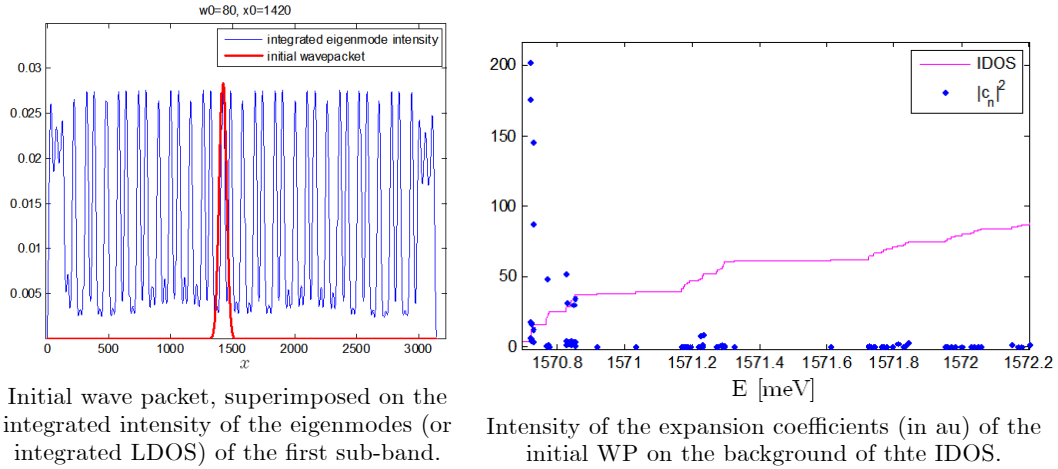 w0=80, x0=1420
integrated eigenmode intensity
initial wavepacket
0.03
0.025
0.02
0.015
0.01
0.005
0
500
1000
1500
2000
2500
3000
x
Initial wave packet, superimposed on the
integrated intensity of the eigenmodes (or
integrated LDOS) of the first sub-band.
IDOS
|c_n|^2
200
150
100
50
0
1570.8
1571
1571.2
1571.4
1571.6
1571.8
1572
1572.2
E [meV]
Intensity of the expansion coefficients (in au) of the
initial WP on the background of thte IDOS.